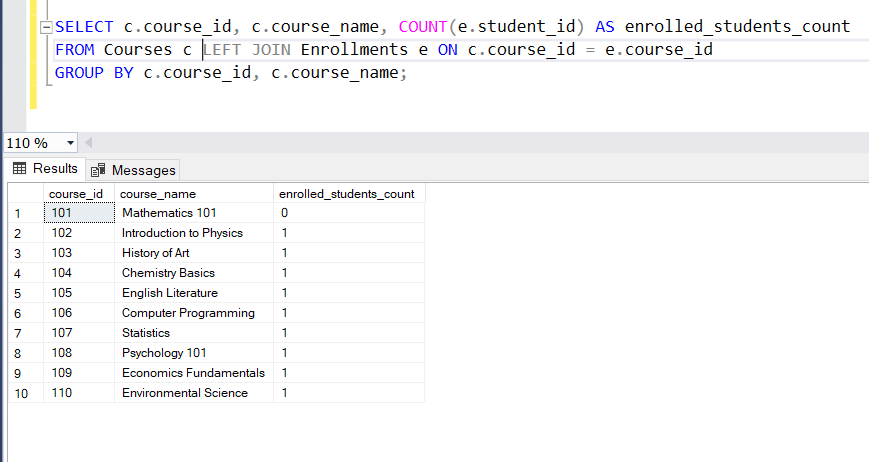 SELECT c.course_id, c.course_name, COUNT(e.student_id) AS enrolled_students_count
FROM Courses c LEFT JOIN Enrollments e ON c.course_id = e.course_id
GROUP BY c.course_id, c.course_name;
110 %
Results Messages
course_id course_name enrolled_students_count
1 101 Mathematics 101 0
2 102 Introduction to Physics 1
3 103 History of Art 1
4 104 Chemistry Basics 1
5 105 English Literature 1
6 106 Computer Programming 1
7 107 Statistics 1
8 108 Psychology 101 1
9 109 Economics Fundamentals 1
10 110 Environmental Science 1